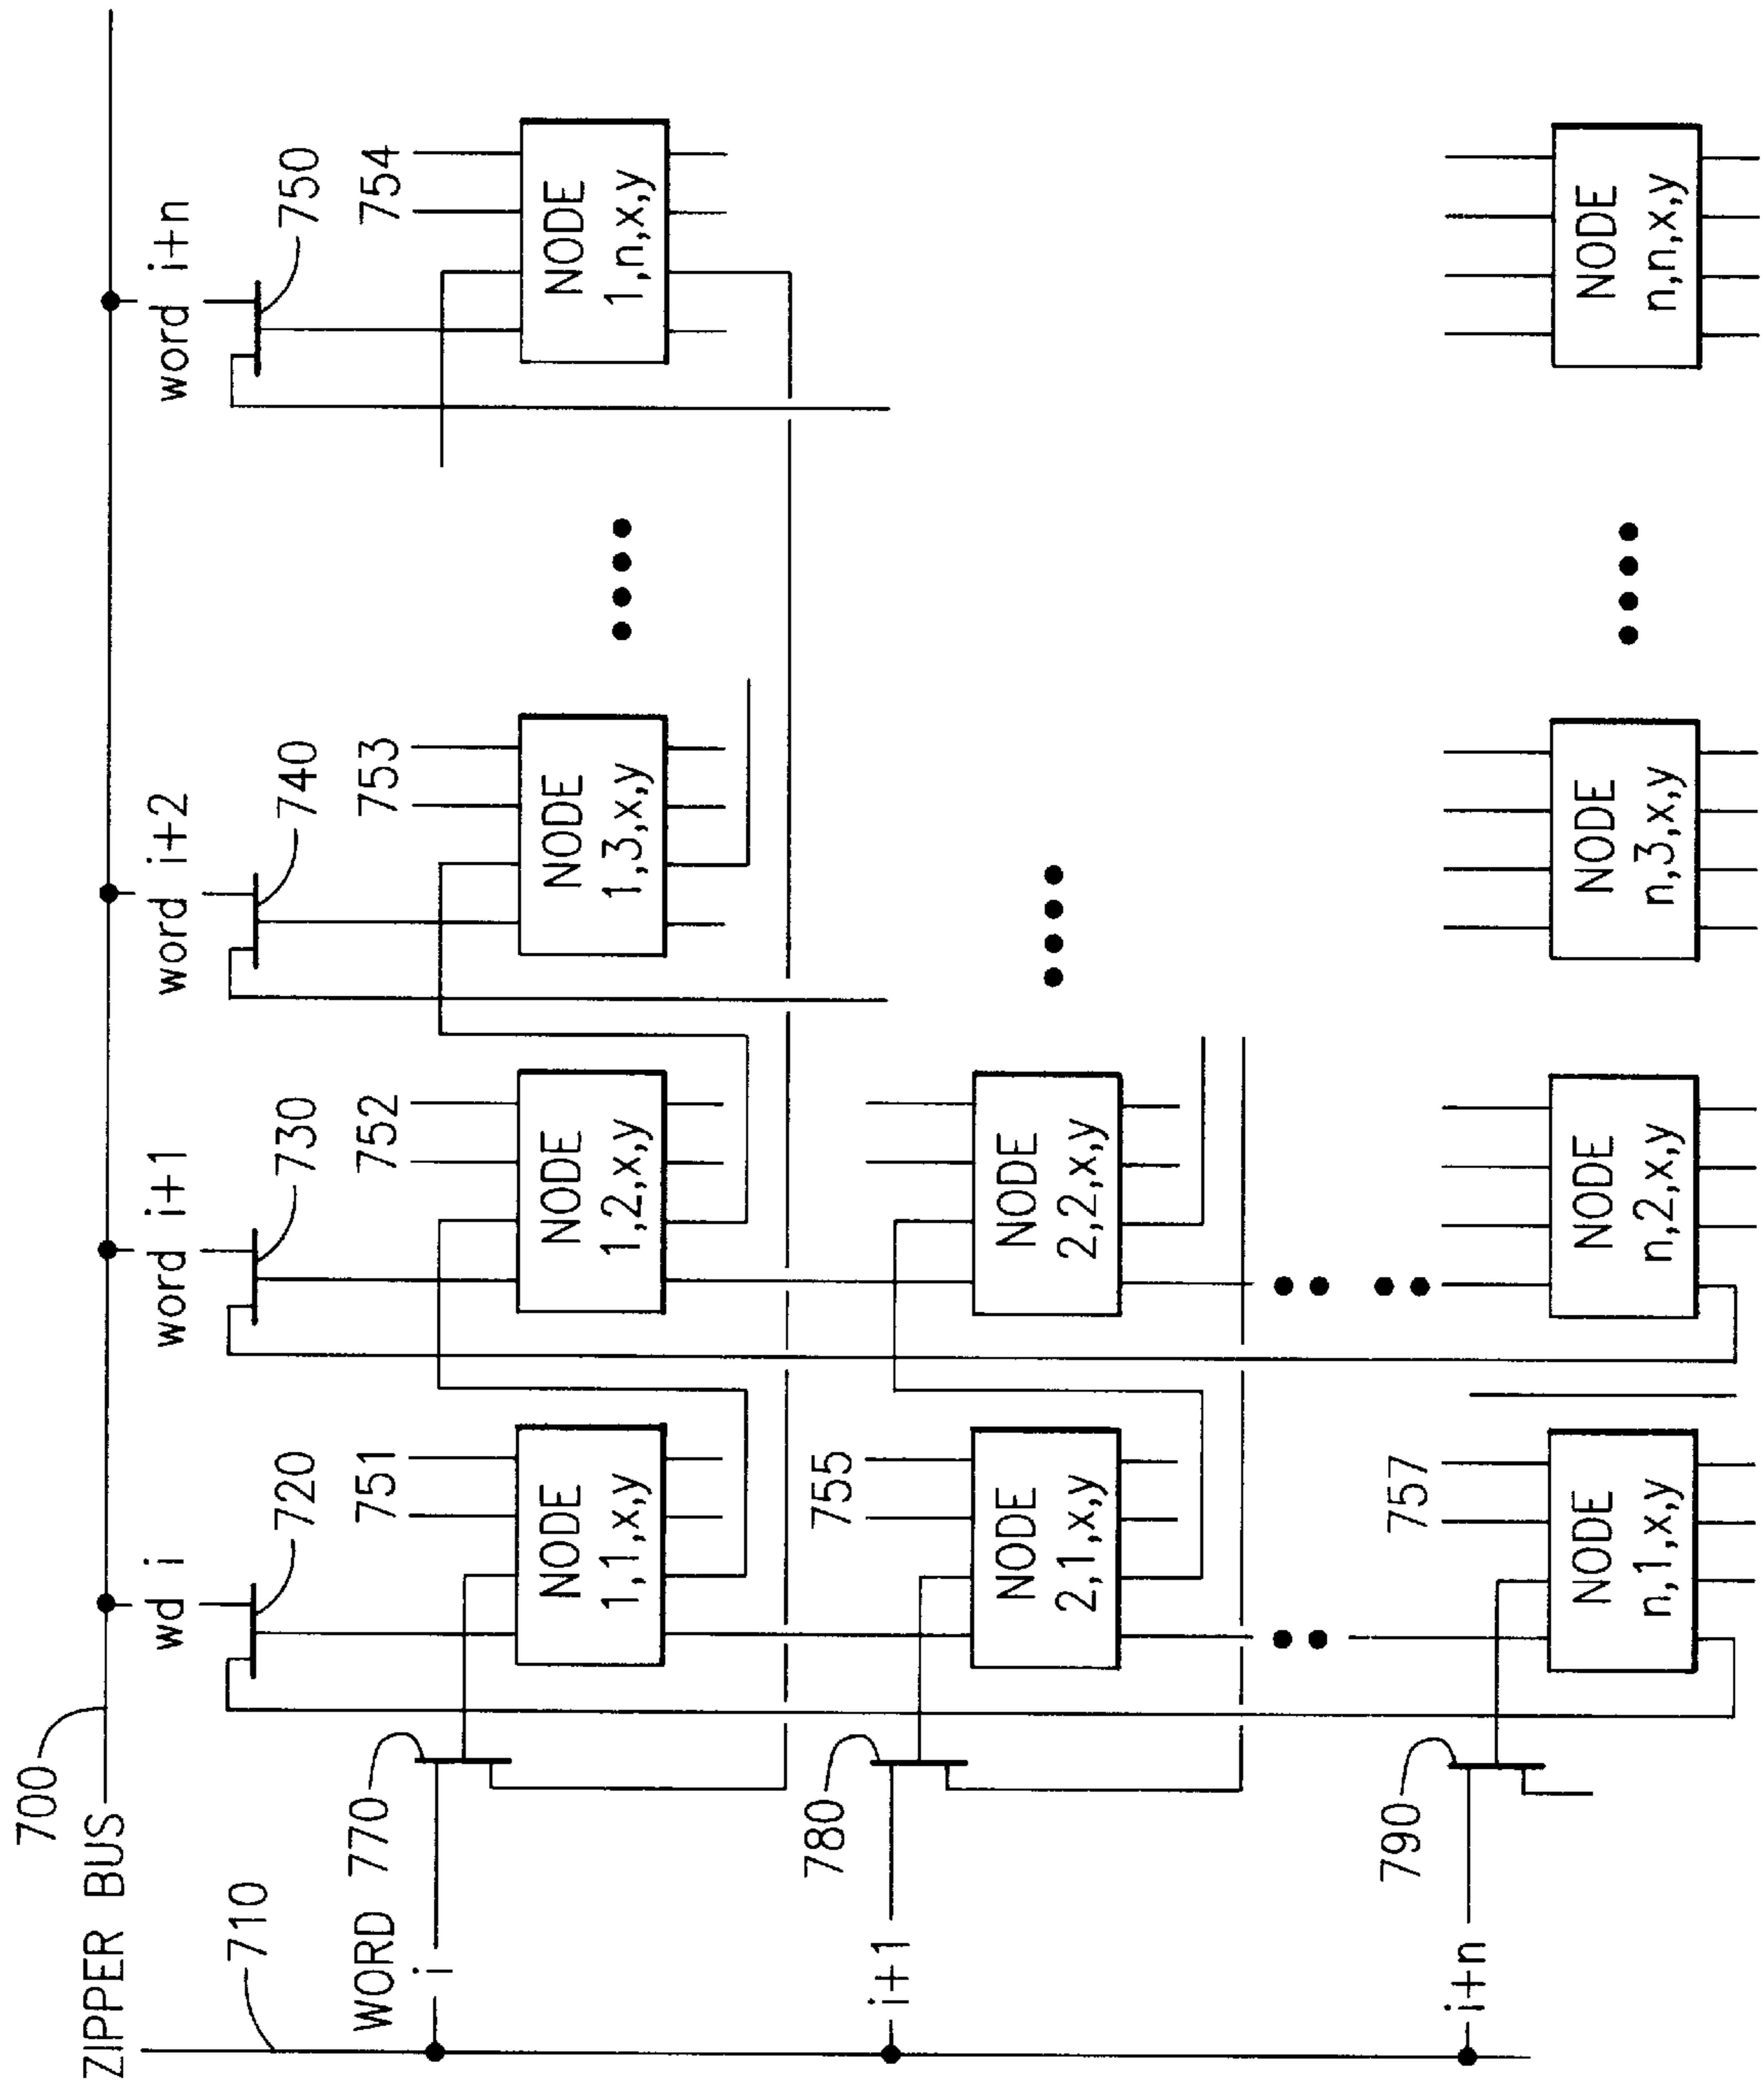 700
ZIPPER BUS
710
wd i
word i+1
word i+2
word i+n
720
730
740
750
WORD 770
i
751
752
753
754
NODE
1,1,x,y
NODE
1,2,x,y
NODE
1,3,x,y
NODE
1,n,x,y
780
i+1
755
NODE
2,1,x,y
NODE
2,2,x,y
790
i+n
757
NODE
n,1,x,y
NODE
n,2,x,y
NODE
n,3,x,y
NODE
n,n,x,y